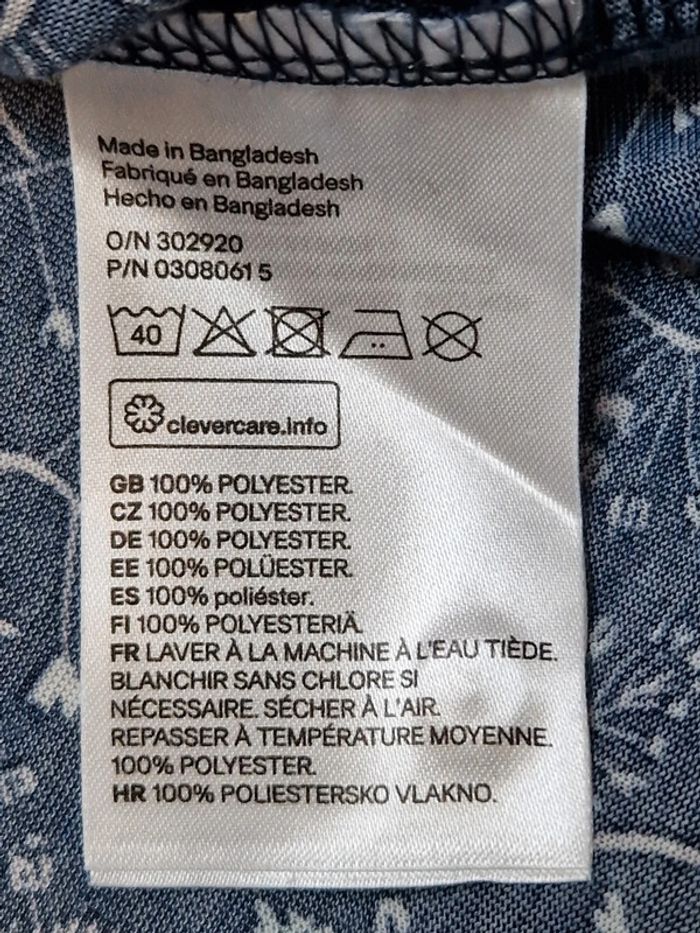 Made in Bangladesh
Fabriqué en Bangladesh
Hecho en Bangladesh
O/N 302920
P/N 03080615
40
clevercare.info
GB 100% POLYESTER.
CZ 100% POLYESTER.
DE 100% POLYESTER.
EE 100% POLÜESTER.
ES 100% poliéster.
FI 100% POLYESTERIÄ.
FR LAVER À LA MACHINE À L'EAU TIÈDE.
BLANCHIR SANS CHLORE SI
NÉCESSAIRE. SÉCHER À L'AIR.
REPASSER À TEMPÉRATURE MOYENNE.
100% POLYESTER.
HR 100% POLIESTERSKO VLAKNO.